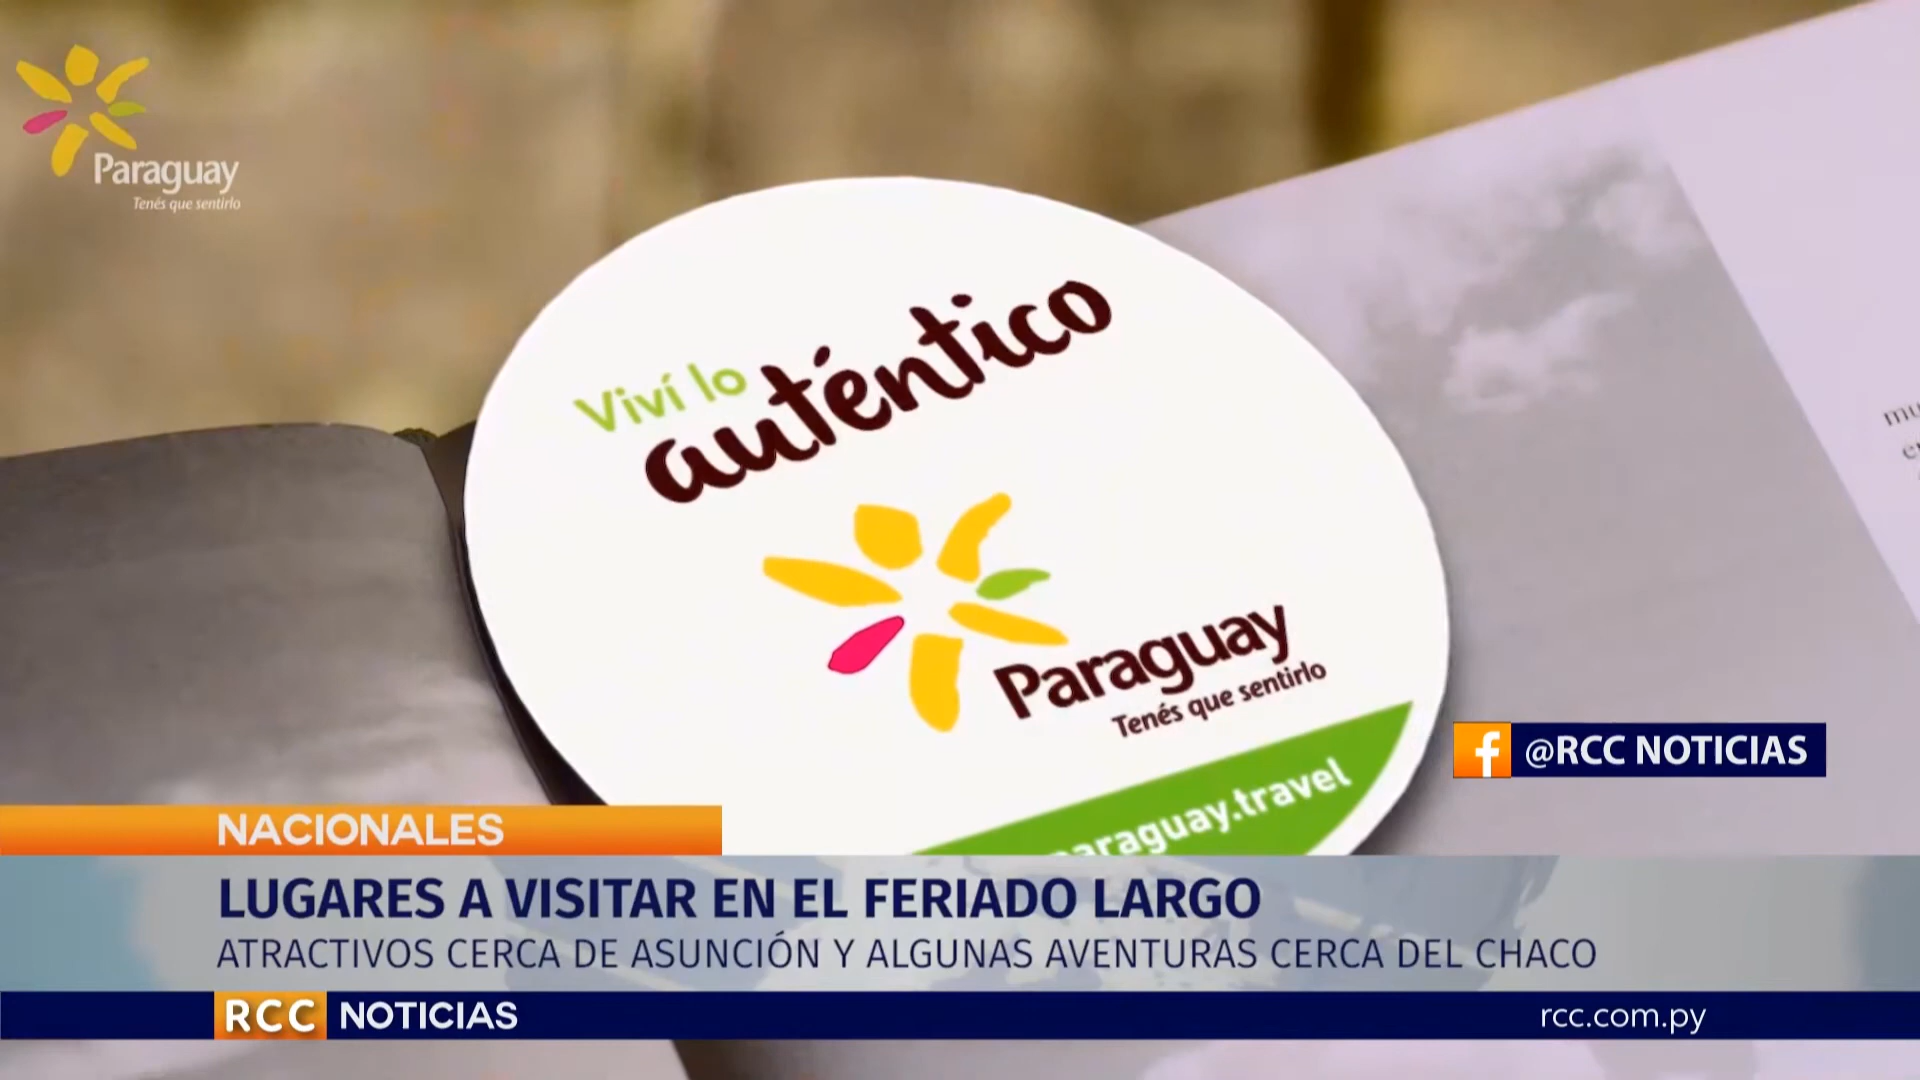 Paraguay
Tenés que sentirlo
Viví lo
auténtico
Paraguay
Tenés que sentirlo
paraguay.travel
@RCC NOTICIAS
NACIONALES
LUGARES A VISITAR EN EL FERIADO LARGO
ATRACTIVOS CERCA DE ASUNCIÓN Y ALGUNAS AVENTURAS CERCA DEL CHACO
RCC NOTICIAS
rcc.com.py